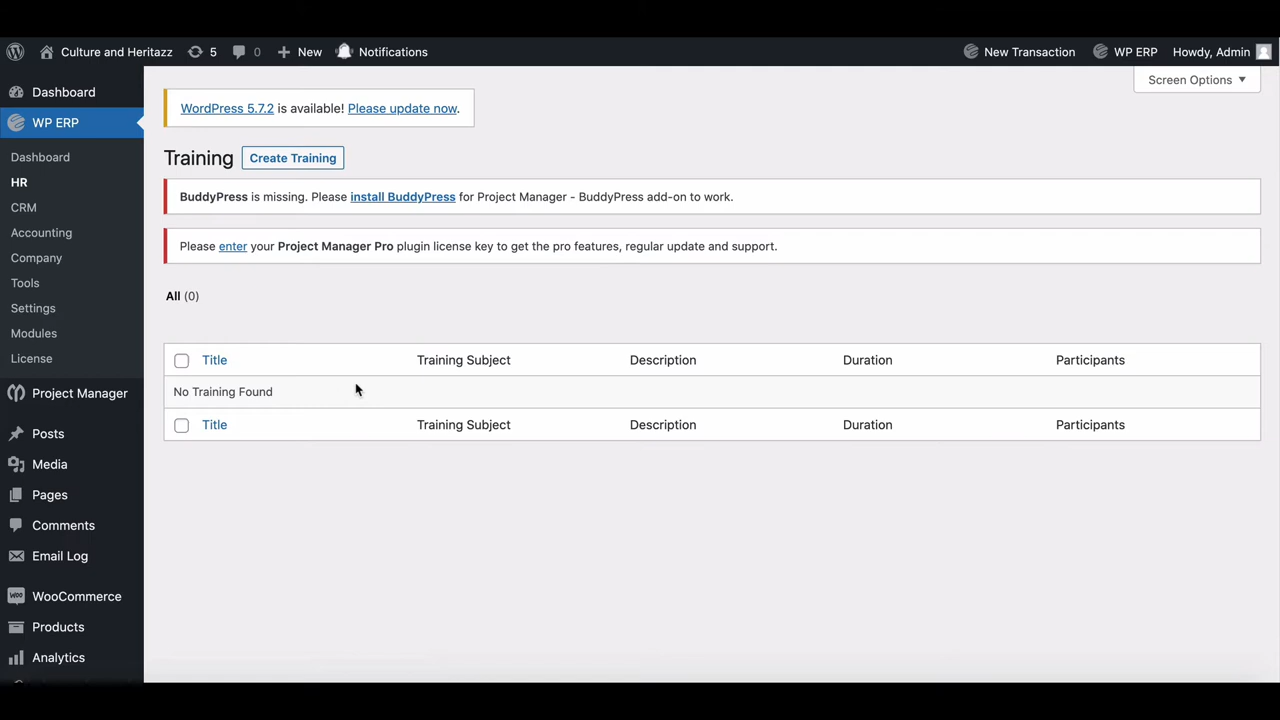 Culture and Heritazz 5 0 New Notifications New Transaction WP ERP Howdy, Admin
Screen Options
Dashboard
WP ERP
Dashboard
HR
CRM
Accounting
Company
Tools
Settings
Modules
License
Project Manager
Posts
Media
Pages
Comments
Email Log
WooCommerce
Products
Analytics
WordPress 5.7.2 is available! Please update now.
Training Create Training
BuddyPress is missing. Please install BuddyPress for Project Manager - BuddyPress add-on to work.
Please enter your Project Manager Pro plugin license key to get the pro features, regular update and support.
All (0)
Title Training Subject Description Duration Participants
No Training Found
Title Training Subject Description Duration Participants